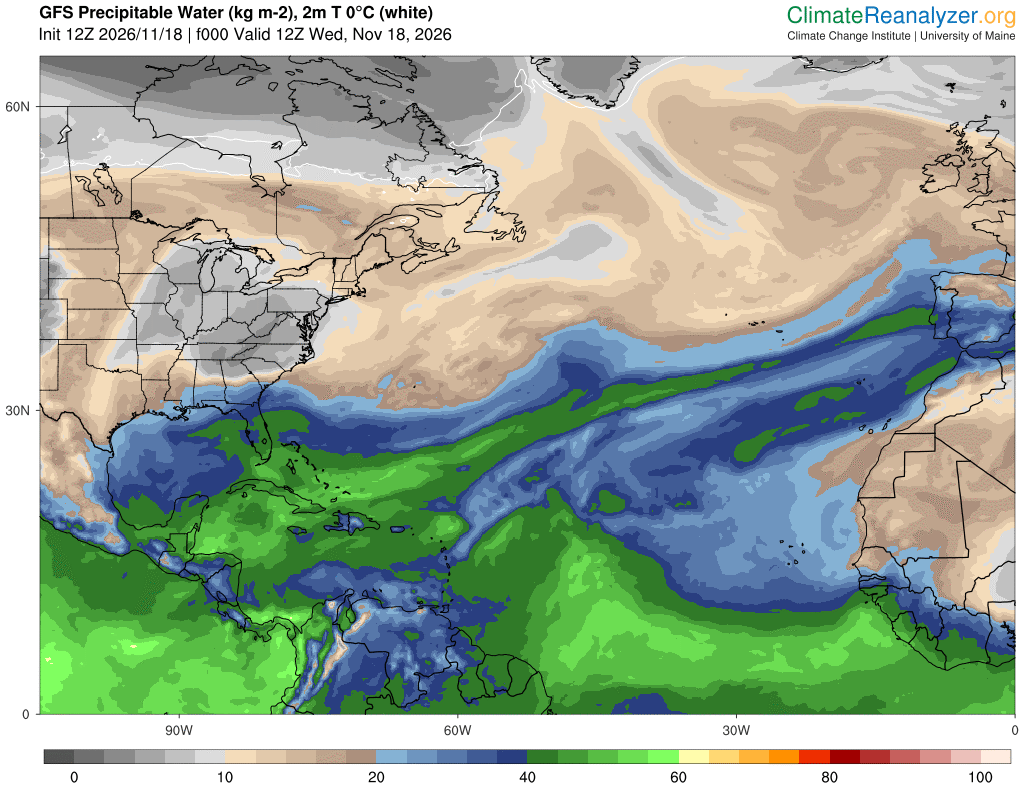 GFS Precipitable Water (kg m-2), 2m T 0°C (white)
Init 12Z 2026/11/18 | f000 Valid 12Z Wed, Nov 18, 2026
ClimateReanalyzer.org
Climate Change Institute | University of Maine
60N
30N
0
90W 60W 30W 0
0 10 20 40 60 80 100